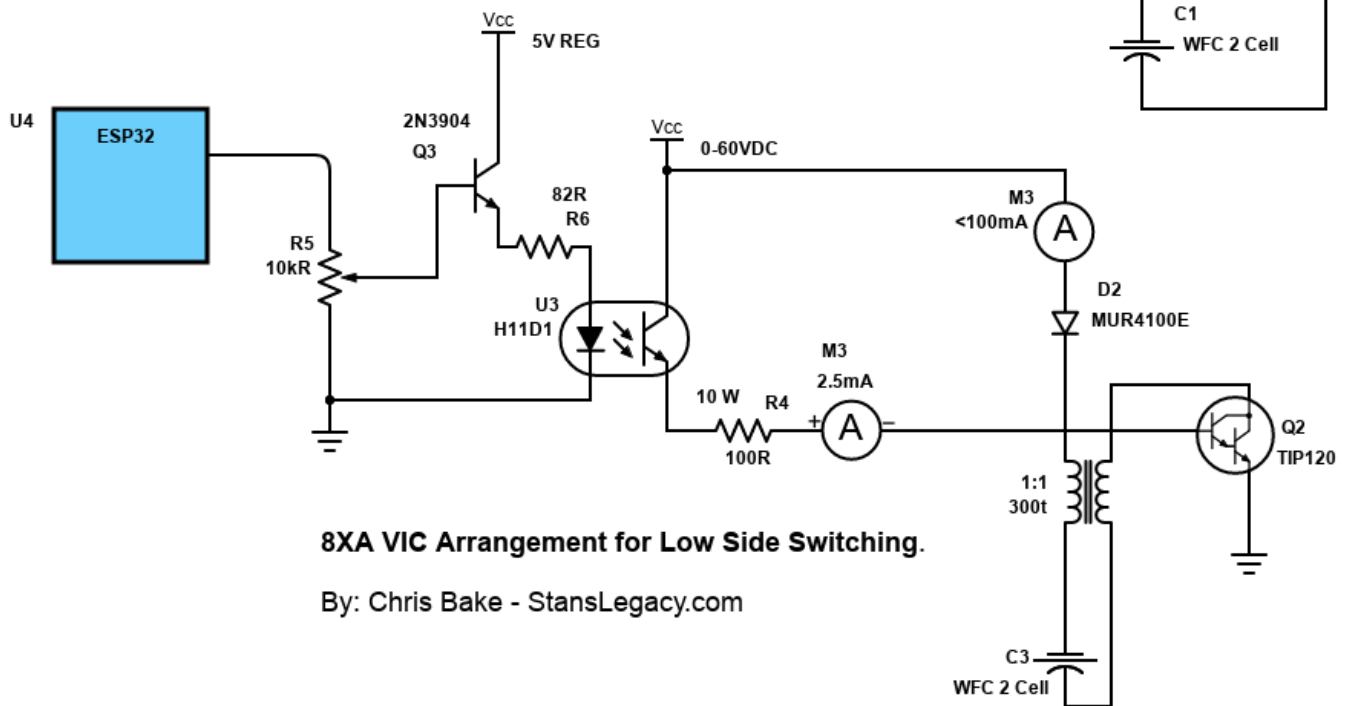 C1
WFC 2 Cell
Vcc
5V REG
U4
ESP32
2N3904
Q3
Vcc
0-60VDC
82R
R6
M3
<100mA
A
R5
10kR
U3
H11D1
D2
MUR4100E
M3
2.5mA
10 W
R4
+
A
−
100R
Q2
TIP120
1:1
300t
8XA VIC Arrangement for Low Side Switching.
By: Chris Bake - StansLegacy.com
C3
WFC 2 Cell